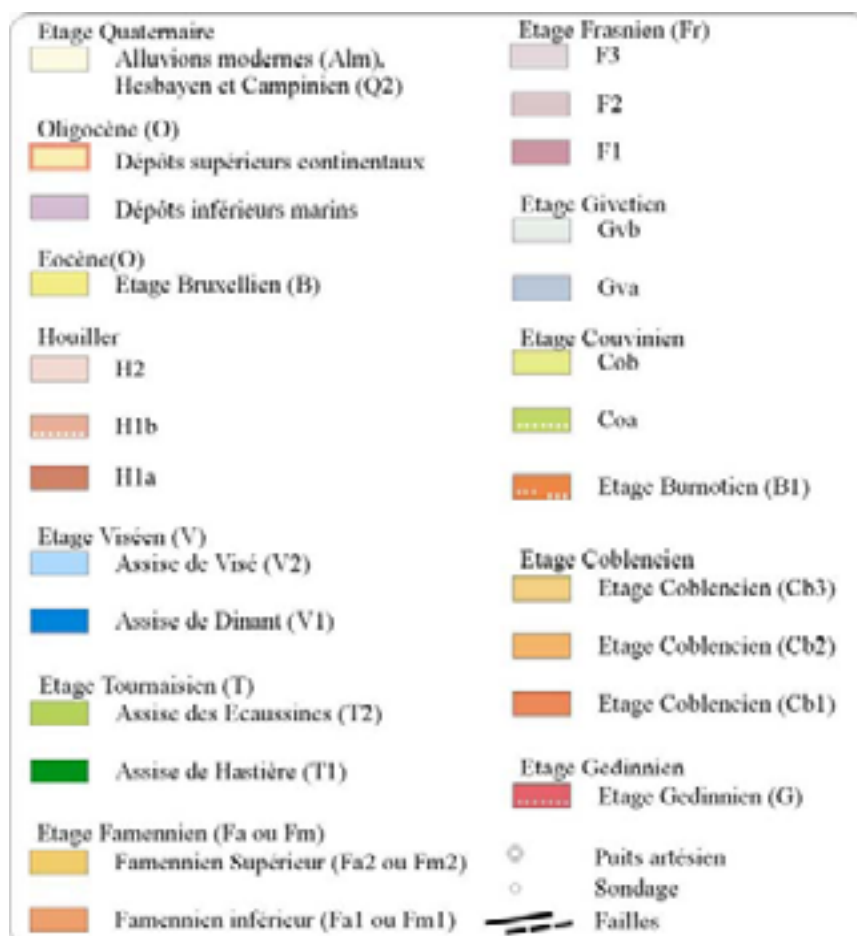 Etage Quaternaire
Alluvions modernes (Alm),
Hesbayen et Campinien (Q2)
Oligocène (O)
Dépôts supérieurs continentaux
Dépôts inférieurs marins
Eocène(O)
Etage Bruxellien (B)
Houiller
H2
H1b
H1a
Etage Viséen (V)
Assise de Visé (V2)
Assise de Dinant (V1)
Etage Tournaisien (T)
Assise des Ecaussines (T2)
Assise de Hastière (T1)
Etage Famennien (Fa ou Fm)
Famennien Supérieur (Fa2 ou Fm2)
Famennien inférieur (Fa1 ou Fm1)
Etage Frasnien (Fr)
F3
F2
F1
Etage Givetien
Gvb
Gva
Etage Couvinien
Cob
Coa
Etage Burnotien (B1)
Etage Coblencien
Etage Coblencien (Cb3)
Etage Coblencien (Cb2)
Etage Coblencien (Cb1)
Etage Gedinnien
Etage Gedinnien (G)
Puits artésien
Sondage
Failles